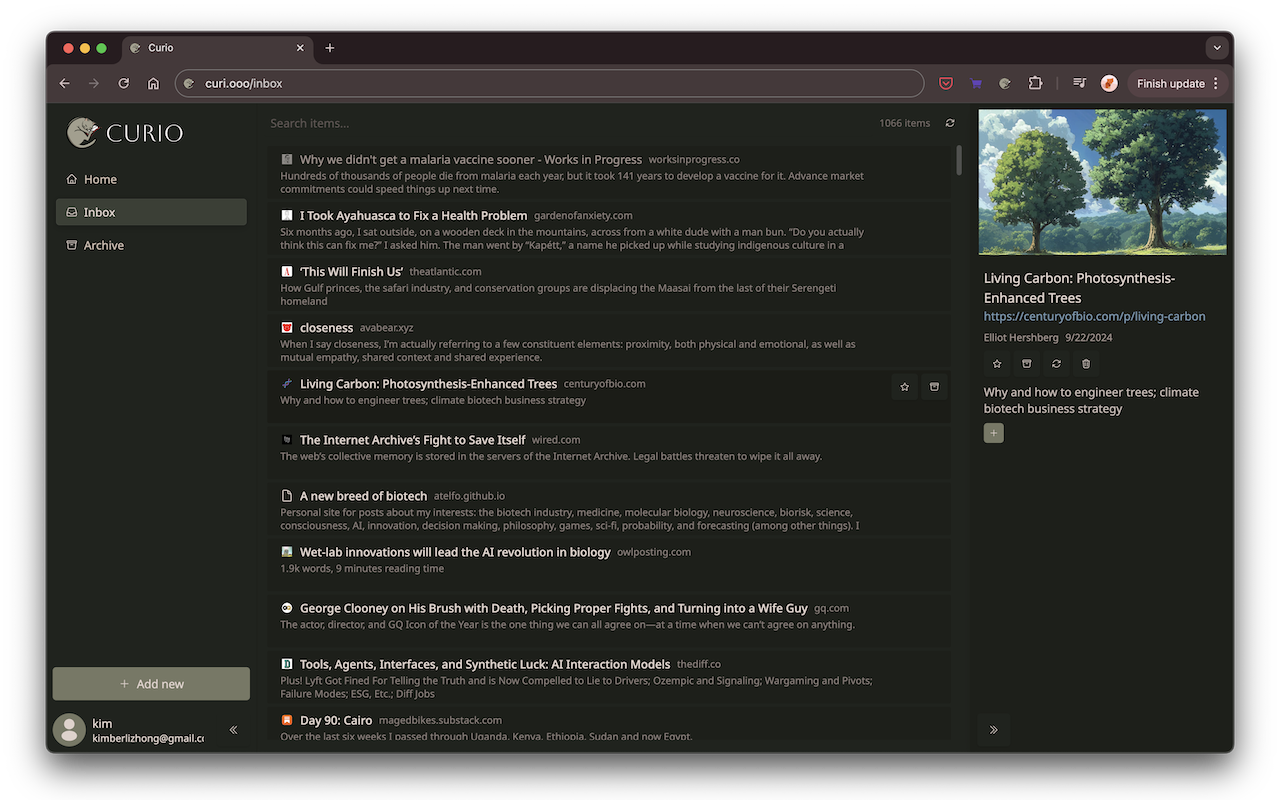 Curio
curi.ooo/inbox
Finish update
CURIO
Home
Inbox
Archive
Add new
kim
kimberlizhong@gmail.cc
Search items...
1066 items
Why we didn't get a malaria vaccine sooner - Works in Progress worksinprogress.co
Hundreds of thousands of people die from malaria each year, but it took 141 years to develop a vaccine for it. Advance market
commitments could speed things up next time.
I Took Ayahuasca to Fix a Health Problem gardenofanxiety.com
Six months ago, I sat outside, on a wooden deck in the mountains, across from a white dude with a man bun. “Do you actually
think this can fix me?” I asked him. The man went by “Kapétt,” a name he picked up while studying indigenous culture in a
‘This Will Finish Us’ theatlantic.com
How Gulf princes, the safari industry, and conservation groups are displacing the Maasai from the last of their Serengeti
homeland
closeness avabear.xyz
When I say closeness, I’m actually referring to a few constituent elements: proximity, both physical and emotional, as well as
mutual empathy, shared context and shared experience.
Living Carbon: Photosynthesis-Enhanced Trees centuryofbio.com
Why and how to engineer trees; climate biotech business strategy
The Internet Archive’s Fight to Save Itself wired.com
The web’s collective memory is stored in the servers of the Internet Archive. Legal battles threaten to wipe it all away.
A new breed of biotech atelfo.github.io
Personal site for posts about my interests: the biotech industry, medicine, molecular biology, neuroscience, biorisk, science,
consciousness, AI, innovation, decision making, philosophy, games, sci-fi, probability, and forecasting (among other things). I
Wet-lab innovations will lead the AI revolution in biology owlposting.com
1.9k words, 9 minutes reading time
George Clooney on His Brush with Death, Picking Proper Fights, and Turning into a Wife Guy gq.com
The actor, director, and GQ Icon of the Year is the one thing we can all agree on—at a time when we can’t agree on anything.
Tools, Agents, Interfaces, and Synthetic Luck: AI Interaction Models thediff.co
Plus! Lyft Got Fined For Telling the Truth and is Now Compelled to Lie to Drivers; Ozempic and Signaling; Wargaming and Pivots;
Failure Modes; ESG, Etc.; Diff Jobs
Day 90: Cairo magedbikes.substack.com
Over the last six weeks I passed through Uganda, Kenya, Ethiopia, Sudan and now Egypt.
Living Carbon: Photosynthesis-
Enhanced Trees
https://centuryofbio.com/p/living-carbon
Elliot Hershberg 9/22/2024
Why and how to engineer trees; climate
biotech business strategy